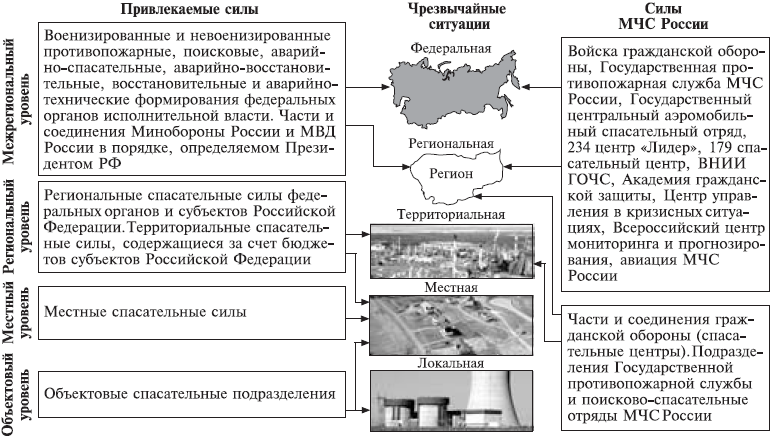 Привлекаемые силы
Чрезвычайные
ситуации
Силы
МЧС России
Межрегиональный
уровень
Военизированные и невоенизированные
противопожарные, поисковые, аварий-
но-спасательные, аварийно-восстанови-
тельные, восстановительные и аварийно-
технические формирования федеральных
органов исполнительной власти. Части и
соединения Минобороны России и МВД
России в порядке, определяемом Прези-
дентом РФ
Региональный
уровень
Региональные спасательные силы феде-
ральных органов и субъектов Российской
Федерации.Территориальные спасатель-
ные силы, содержащиеся за счет бюдже-
тов субъектов Российской Федерации
Местный
уровень
Местные спасательные силы
Объектовый
уровень
Объектовые спасательные подразделения
Федеральная
Региональная
Регион
Территориальная
Местная
Локальная
Войска гражданской оборо-
ны, Государственная про-
тивопожарная служба МЧС
России, Государственный
центральный аэромобиль-
ный спасательный отряд,
234 центр «Лидер», 179 спа-
сательный центр, ВНИИ
ГОЧС, Академия граждан-
ской защиты, Центр управ-
ления в кризисных ситуа-
циях, Всероссийский центр
мониторинга и прогнозиро-
вания, авиация МЧС
России
Части и соединения граж-
данской обороны (спаса-
тельные центры).Подразде-
ления Государственной
противопожарной службы
и поисково-спасательные
отряды МЧС России